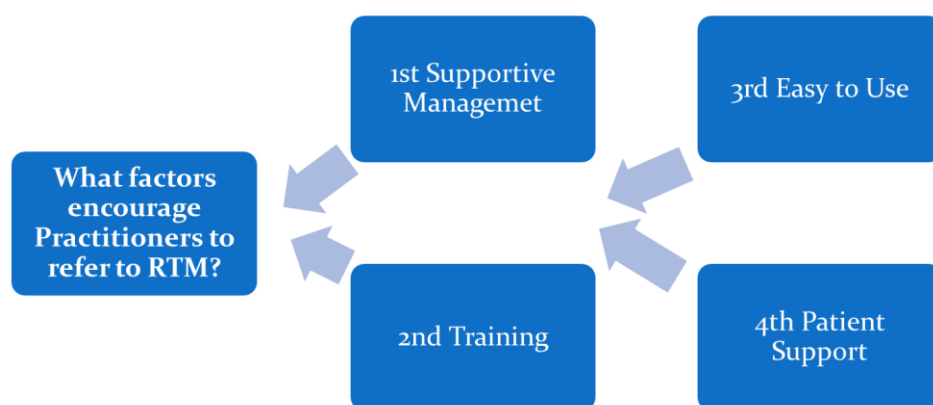 What factors
encourage
Practitioners to
refer to RTM?
1st Supportive
Managemet
2nd Training
3rd Easy to Use
4th Patient
Support